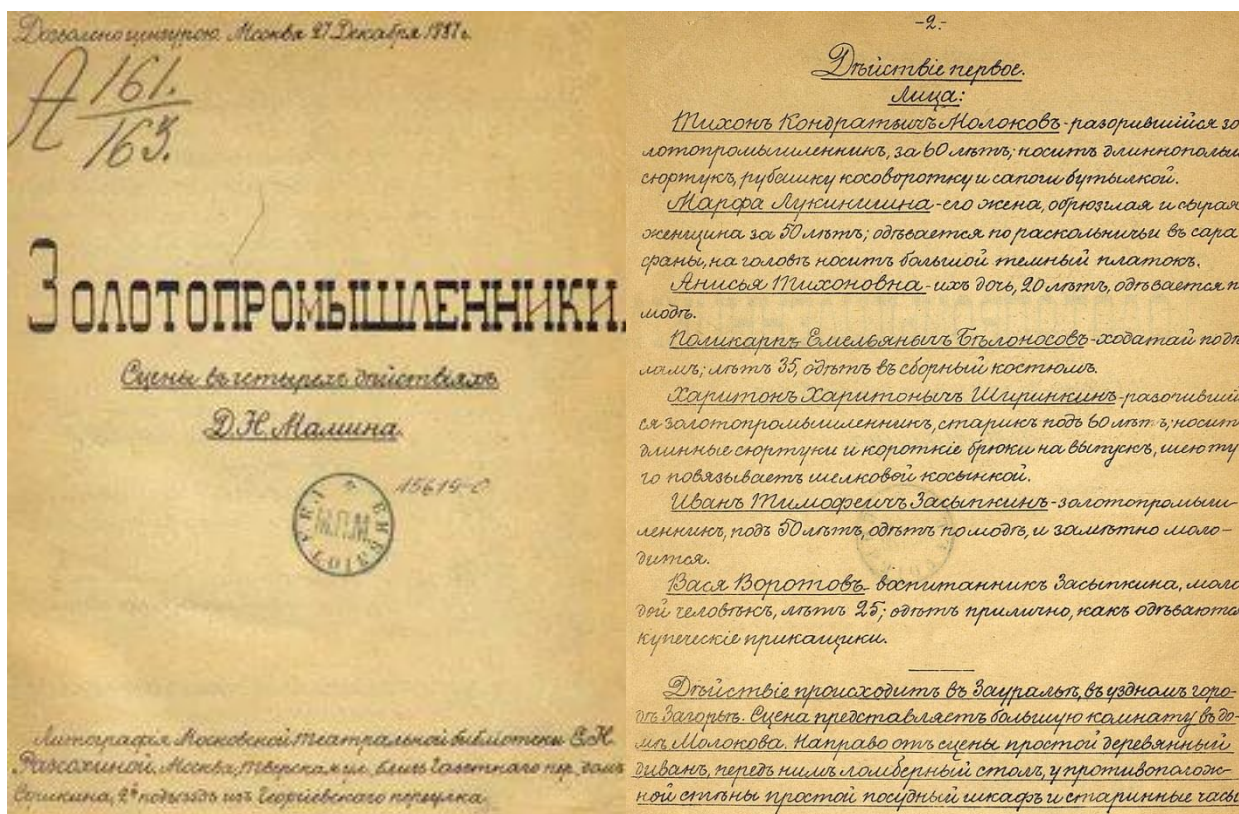 Дозволено цензурою. Москва 27 Декабря 1887 г.
А 161.
163.
Золотопромышленники.
Сцены въ четырехъ дѣйствіяхъ
Д. Н. Мамина.
15619-с
М.П.М.
Литографія Московской театральной библіотеки Е. Н.
Разсохиной. Москва, Тверская ул. близъ Газетнаго пер. домъ
Сушкина, 2й подъѣздъ изъ Георгіевскаго переулка.
-2-.
Дѣйствіе первое.
Лица:
Тихонъ Кондратьичъ Молоковъ - разорившійся зо
лотопромышленникъ, за 60 лѣтъ; носитъ длиннополый
сюртукъ, рубашку косоворотку и сапоги бутылкой.
Марфа Лукинишна - его жена, обрюзглая и сырая
женщина за 50 лѣтъ; одѣвается по раскольничьи въ сара
фаны, на головѣ носитъ большой темный платокъ.
Анисья Тихоновна - ихъ дочь, 20 лѣтъ, одѣвается п
модѣ.
Поликарпъ Емельянычъ Бѣлоносовъ - ходатай по дѣ
ламъ; лѣтъ 35, одѣтъ въ сборный костюмъ.
Харитонъ Харитонычъ Ширинкинъ - разоривший
ся золотопромышленникъ, старикъ подъ 60 лѣтъ; носитъ
длинные сюртуки и короткіе брюки на выпускъ, шею ту
го повязываетъ шелковой косынкой.
Иванъ Тимофеичъ Засыпкинъ - золотопромыш-
ленникъ, подъ 50 лѣтъ, одѣтъ по модѣ, и замѣтно моло-
дится.
Вася Воротовъ - воспитанникъ Засыпкина, моло
дой человѣкъ, лѣтъ 25; одѣтъ прилично, какъ одѣваются
купеческіе прикащики.
Дѣйствіе происходитъ въ Зауральѣ, въ уѣздномъ горо-
дѣ Загорьѣ. Сцена представляетъ большую комнату въ до-
мѣ Молокова. Направо отъ сцены простой деревянный
диванъ, передъ нимъ ломберный столъ, у противополож-
ной стѣны простой посудный шкафъ и старинные часы